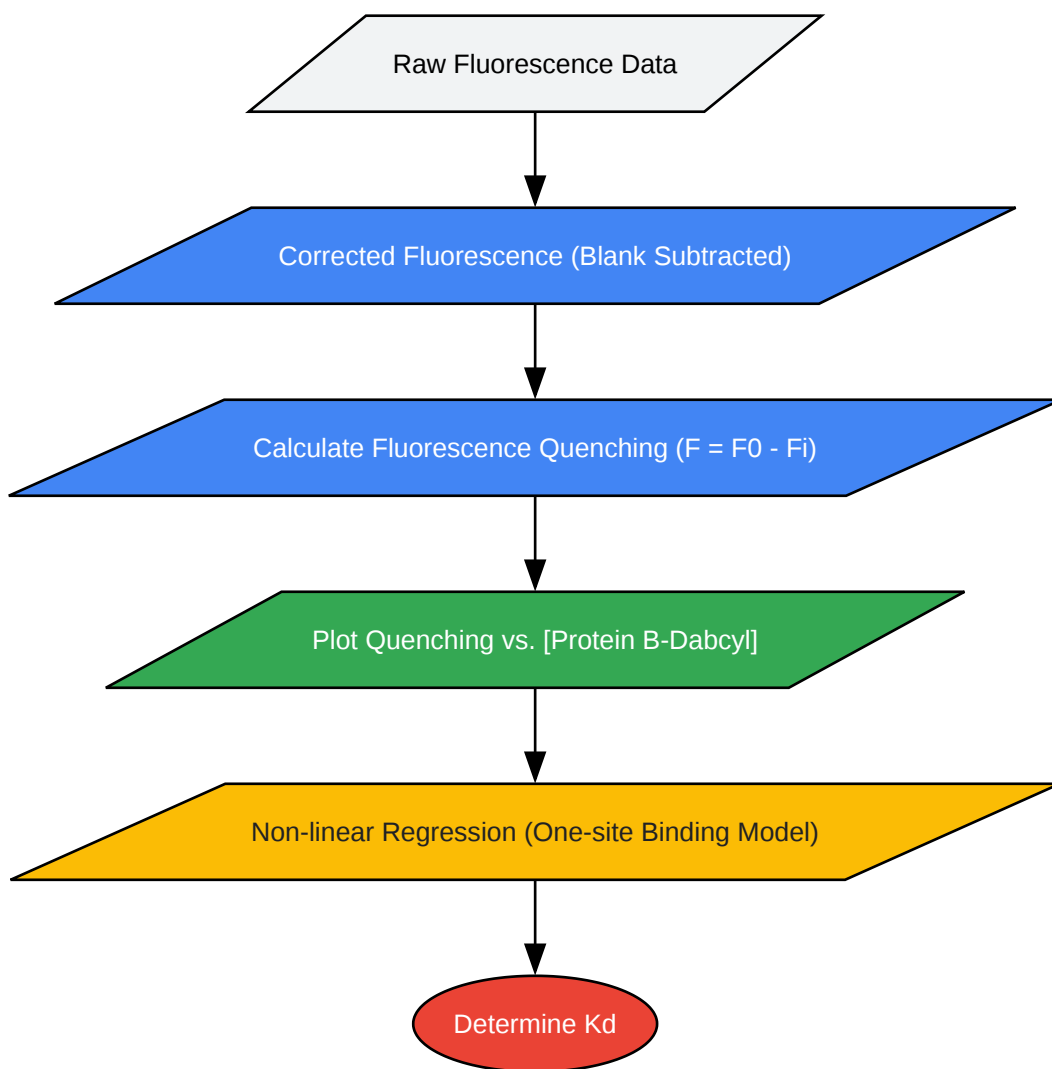 Raw Fluorescence Data
Corrected Fluorescence (Blank Subtracted)
Calculate Fluorescence Quenching (F = F0 - Fi)
Plot Quenching vs. [Protein B-Dabcyl]
Non-linear Regression (One-site Binding Model)
Determine Kd